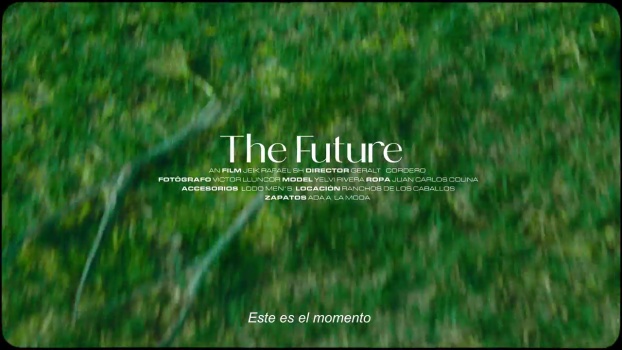 The Future
AN FILM JEIK RAFAEL SH DIRECTOR GERALT CORDERO
FOTÓGRAFO VICTOR LLUNCOR MODEL YELVI RIVERA ROPA JUAN CARLOS COLINA
ACCESORIOS LODO MEN'S LOCACIÓN RANCHOS DE LOS CABALLOS
ZAPATOS ADA A LA MODA
Este es el momento